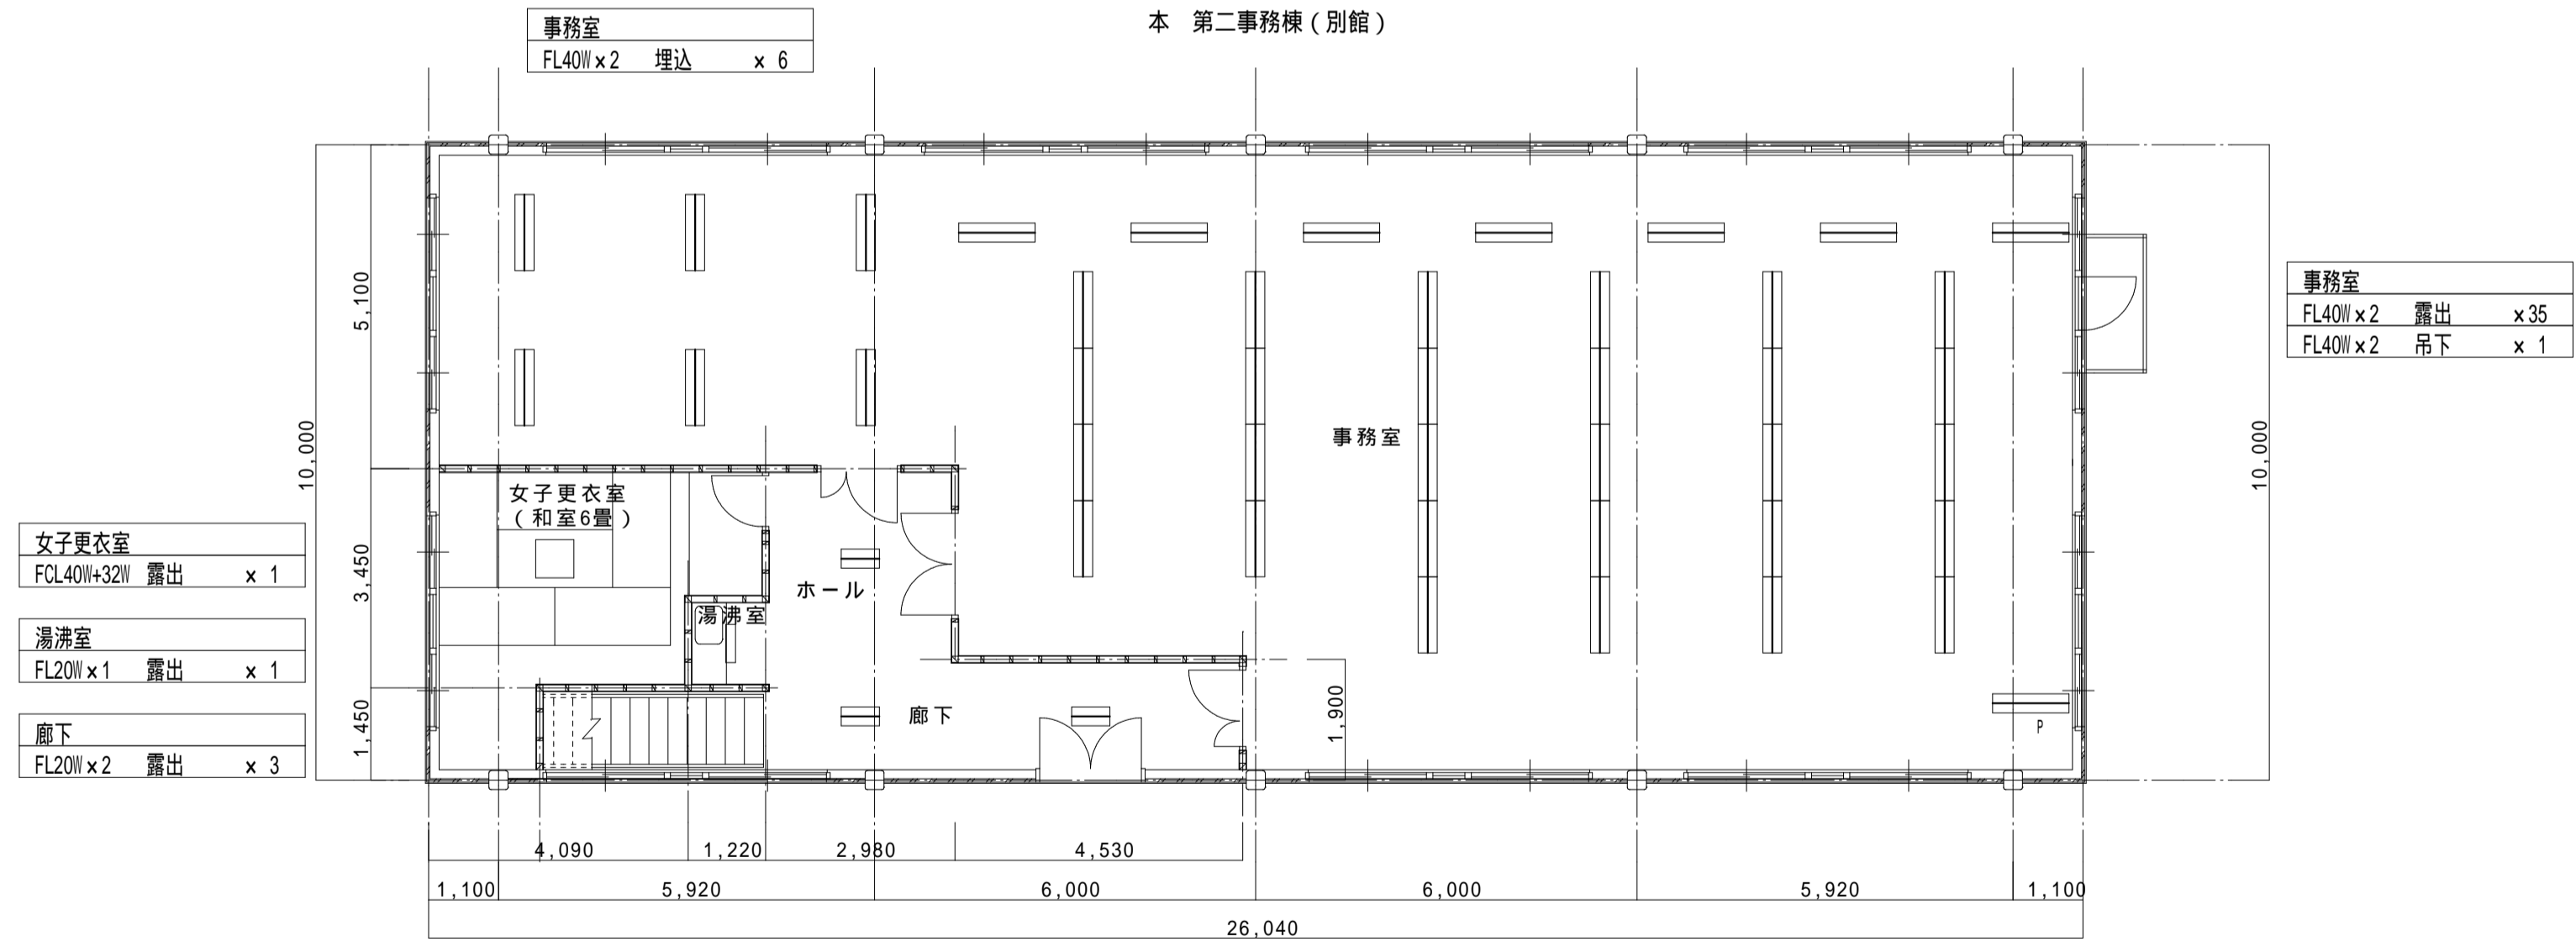 本 第二事務棟(別館)
事務室
FL40W×2 埋込 × 6
事務室
FL40W×2 露出 ×35
FL40W×2 吊下 × 1
女子更衣室
FCL40W+32W 露出 × 1
湯沸室
FL20W×1 露出 × 1
廊下
FL20W×2 露出 × 3
10,000
5,100
3,450
1,450
女子更衣室
(和室6畳)
湯沸室
ホール
廊下
事務室
P
1,900
10,000
4,090 1,220 2,980 4,530
1,100 5,920 6,000 6,000 5,920 1,100
26,040